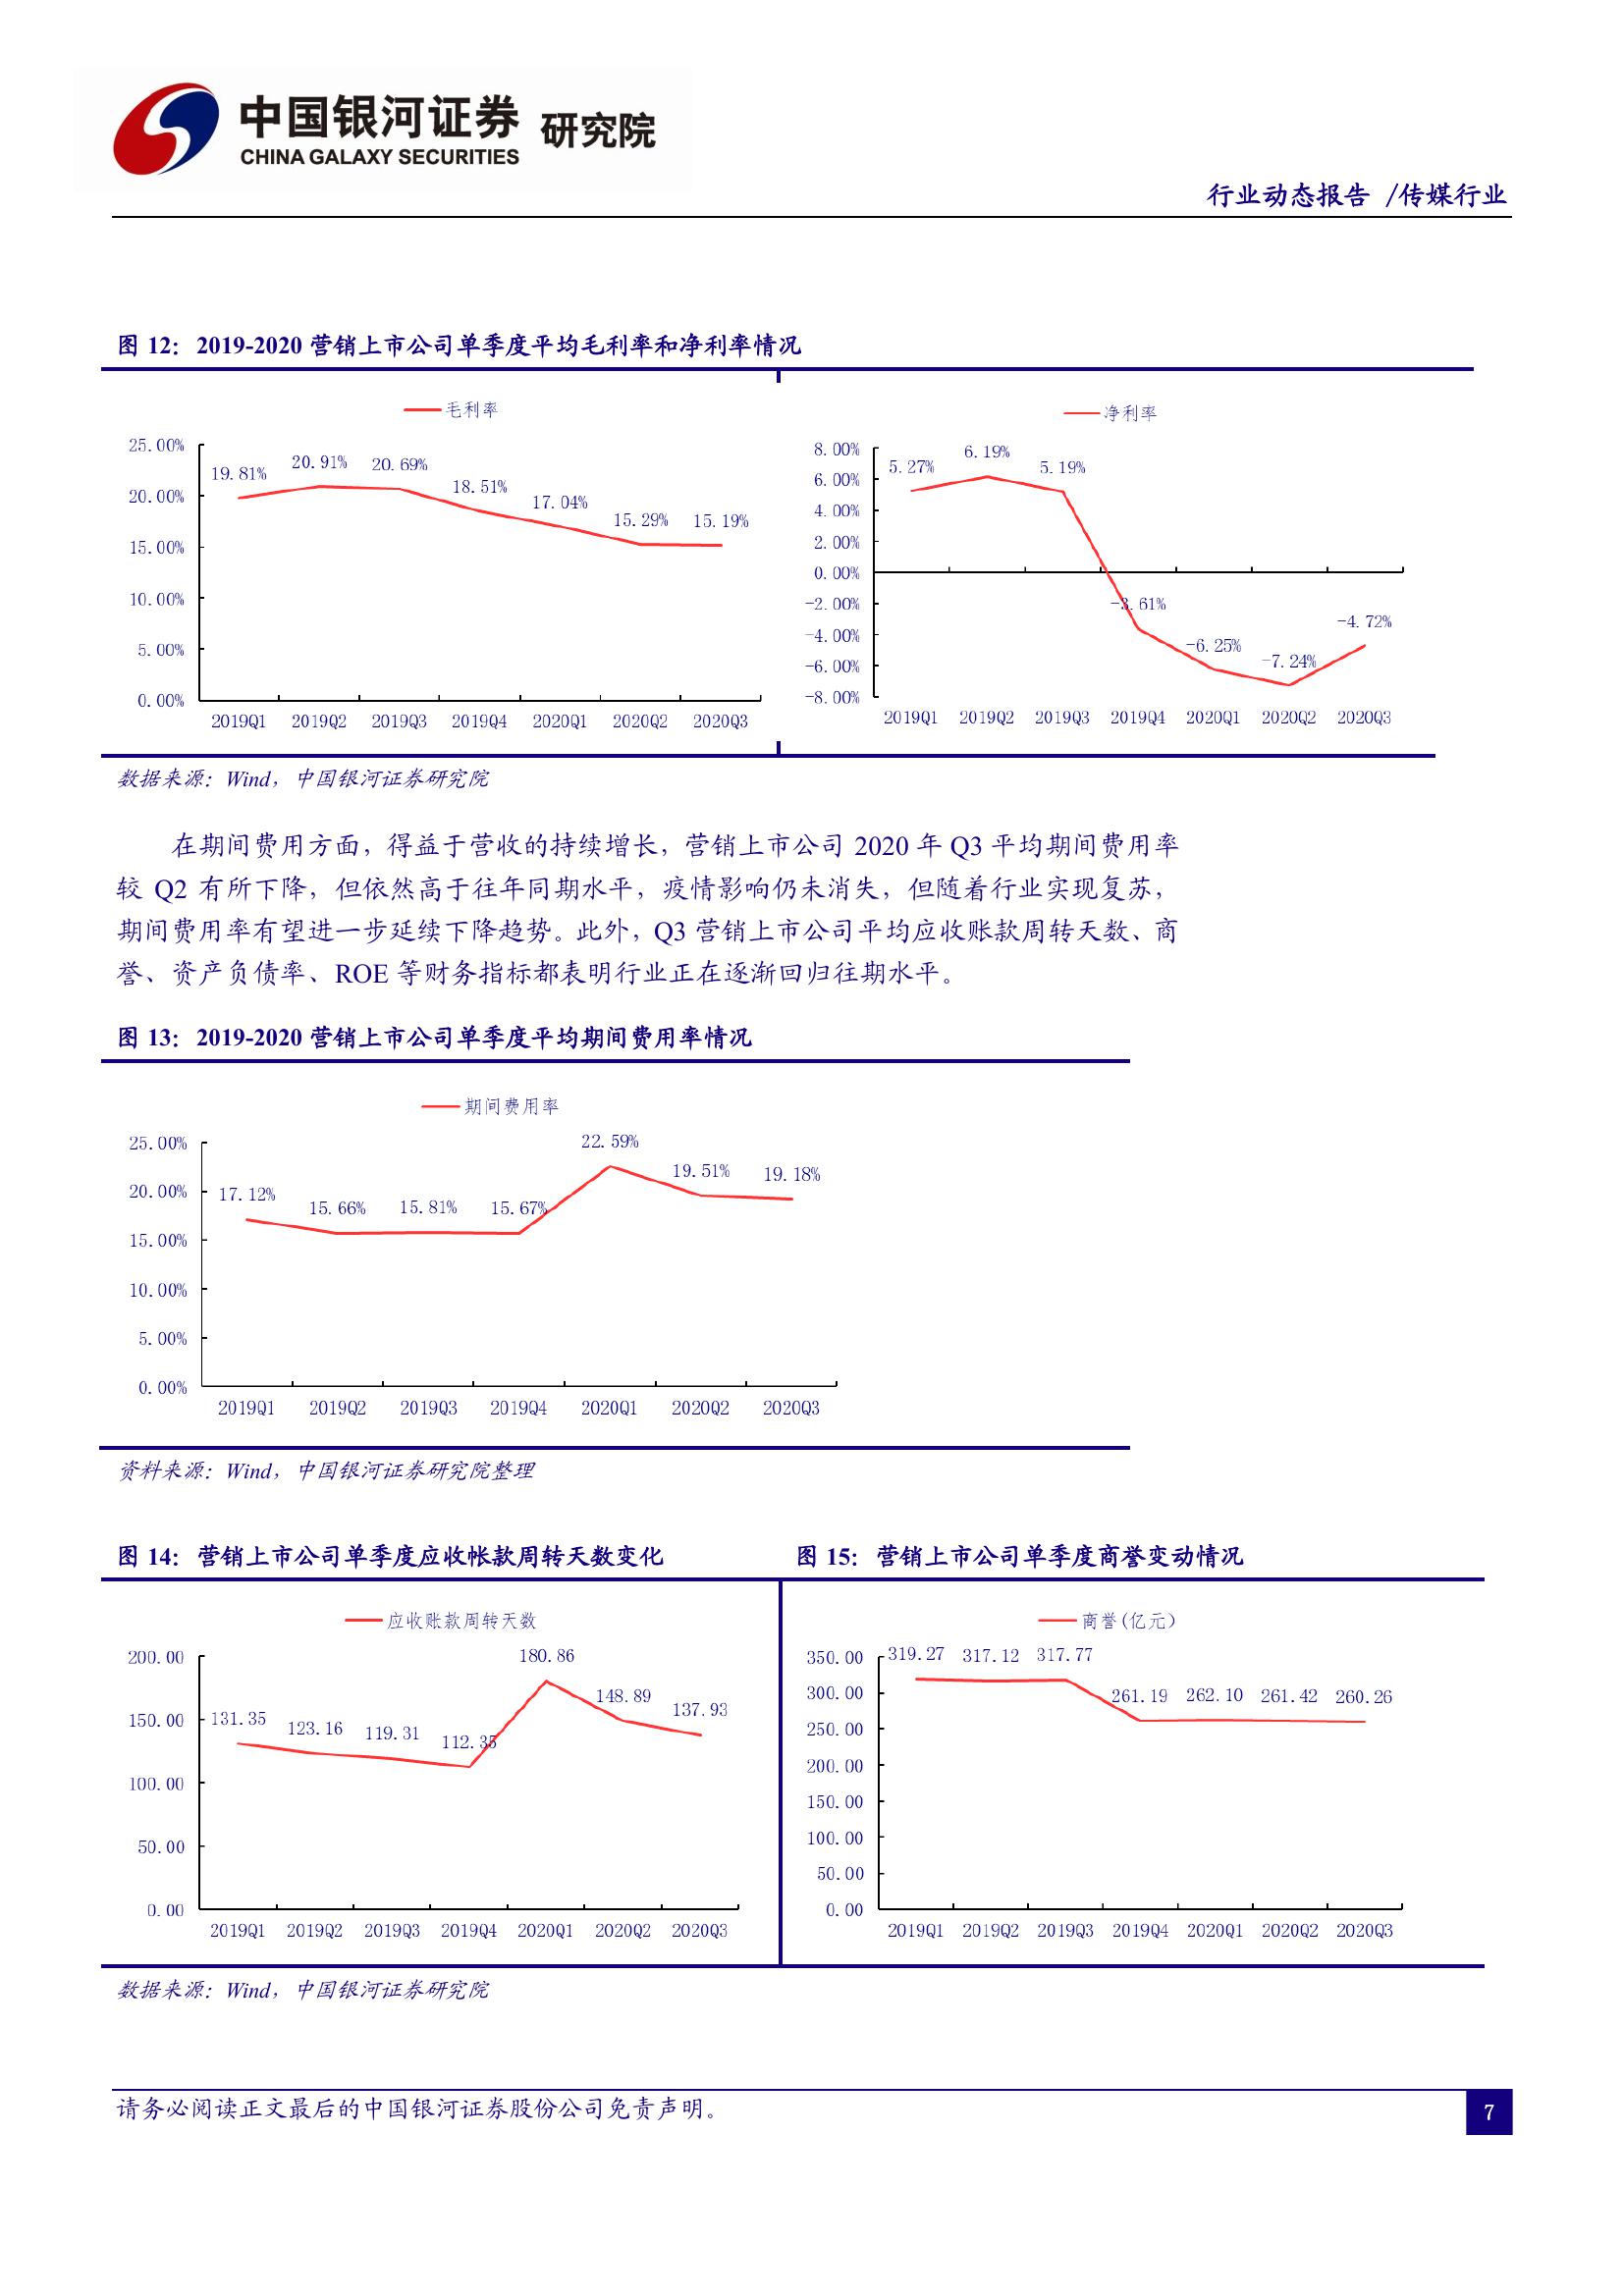 中国银河证券 研究院
CHINA GALAXY SECURITIES
行业动态报告 /传媒行业
图 12：2019-2020 营销上市公司单季度平均毛利率和净利率情况
毛利率
25.00%
20.00%
15.00%
10.00%
5.00%
0.00%
19.81% 20.91% 20.69% 18.51% 17.04% 15.29% 15.19%
2019Q1 2019Q2 2019Q3 2019Q4 2020Q1 2020Q2 2020Q3
净利率
8.00%
6.00%
4.00%
2.00%
0.00%
-2.00%
-4.00%
-6.00%
-8.00%
5.27% 6.19% 5.19% -3.61% -6.25% -7.24% -4.72%
2019Q1 2019Q2 2019Q3 2019Q4 2020Q1 2020Q2 2020Q3
数据来源：Wind，中国银河证券研究院
在期间费用方面，得益于营收的持续增长，营销上市公司 2020 年 Q3 平均期间费用率
较 Q2 有所下降，但依然高于往年同期水平，疫情影响仍未消失，但随着行业实现复苏，
期间费用率有望进一步延续下降趋势。此外，Q3 营销上市公司平均应收账款周转天数、商
誉、资产负债率、ROE 等财务指标都表明行业正在逐渐回归往期水平。
图 13：2019-2020 营销上市公司单季度平均期间费用率情况
期间费用率
25.00%
20.00%
15.00%
10.00%
5.00%
0.00%
17.12% 15.66% 15.81% 15.67% 22.59% 19.51% 19.18%
2019Q1 2019Q2 2019Q3 2019Q4 2020Q1 2020Q2 2020Q3
资料来源：Wind，中国银河证券研究院整理
图 14：营销上市公司单季度应收帐款周转天数变化
应收账款周转天数
200.00
150.00
100.00
50.00
0.00
131.35 123.16 119.31 112.35 180.86 148.89 137.93
2019Q1 2019Q2 2019Q3 2019Q4 2020Q1 2020Q2 2020Q3
图 15：营销上市公司单季度商誉变动情况
商誉(亿元)
350.00
300.00
250.00
200.00
150.00
100.00
50.00
0.00
319.27 317.12 317.77 261.19 262.10 261.42 260.26
2019Q1 2019Q2 2019Q3 2019Q4 2020Q1 2020Q2 2020Q3
数据来源：Wind，中国银河证券研究院
请务必阅读正文最后的中国银河证券股份公司免责声明。
7